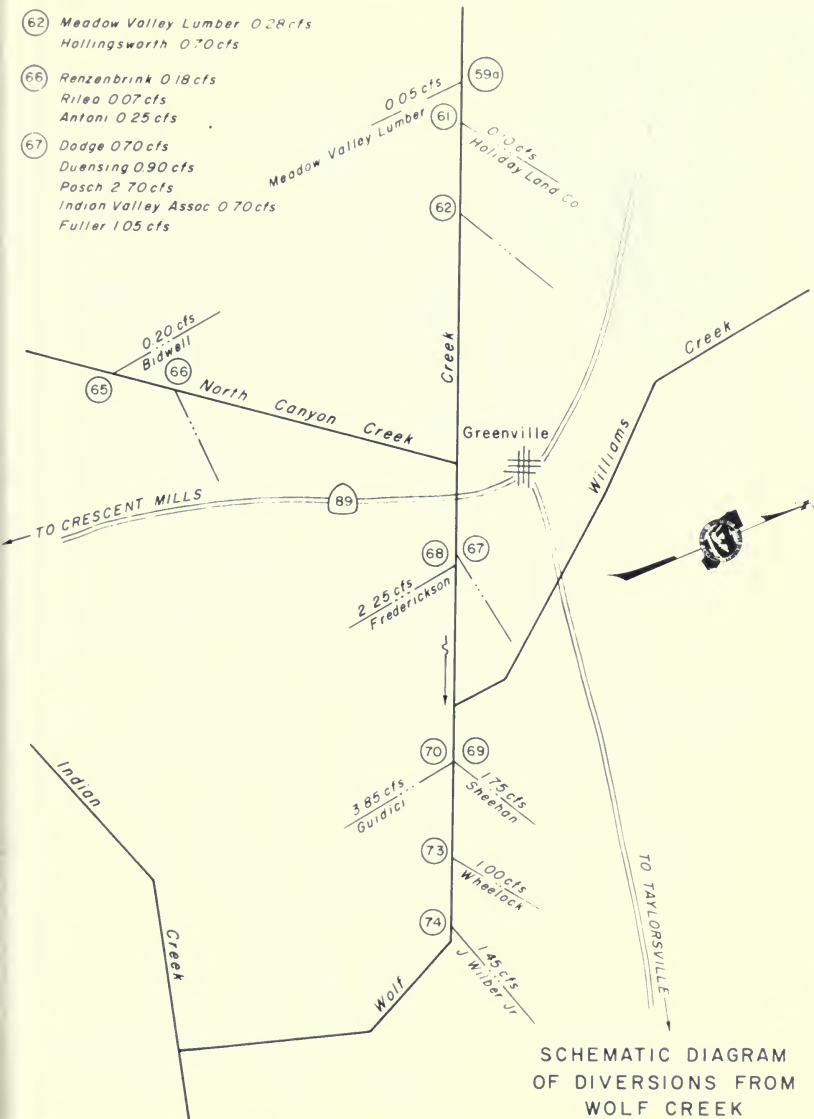 62 Meadow Valley Lumber 0.28 cfs
Hollingsworth 0.70 cfs
66 Renzenbrink 0.18 cfs
Rilea 0.07 cfs
Antoni 0.25 cfs
67 Dodge 0.70 cfs
Duensing 0.90 cfs
Posch 2.70 cfs
Indian Valley Assoc 0.70 cfs
Fuller 1.05 cfs
59a
0.05 cfs
Meadow Valley Lumber
61
cfs
Holiday Land Co
62
0.20 cfs
Bidwell
65
66
North Canyon Creek
Creek
Greenville
Williams Creek
TO CRESCENT MILLS
89
68
67
2.25 cfs
Frederickson
70
69
3.85 cfs
Guidici
1.75 cfs
Sheehan
73
1.00 cfs
Wheelock
74
1.45 cfs
J Wilber Jr
Indian Creek
Wolf
TO TAYLORSVILLE
SCHEMATIC DIAGRAM
OF DIVERSIONS FROM
WOLF CREEK